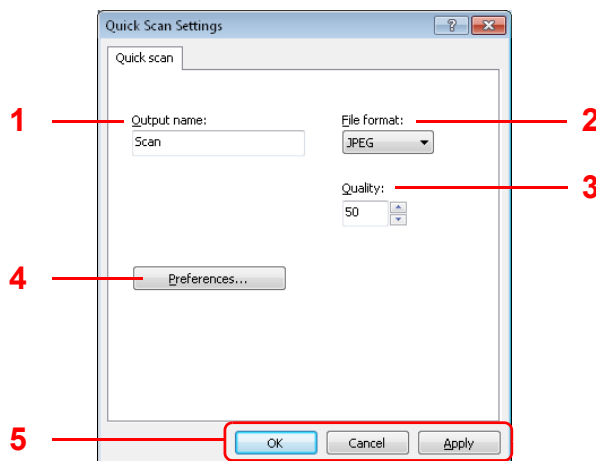 Quick Scan Settings
?
Quick scan
1
Output name:
File format:
2
Scan
JPEG
Quality:
3
50
4
Preferences...
5
OK
Cancel
Apply